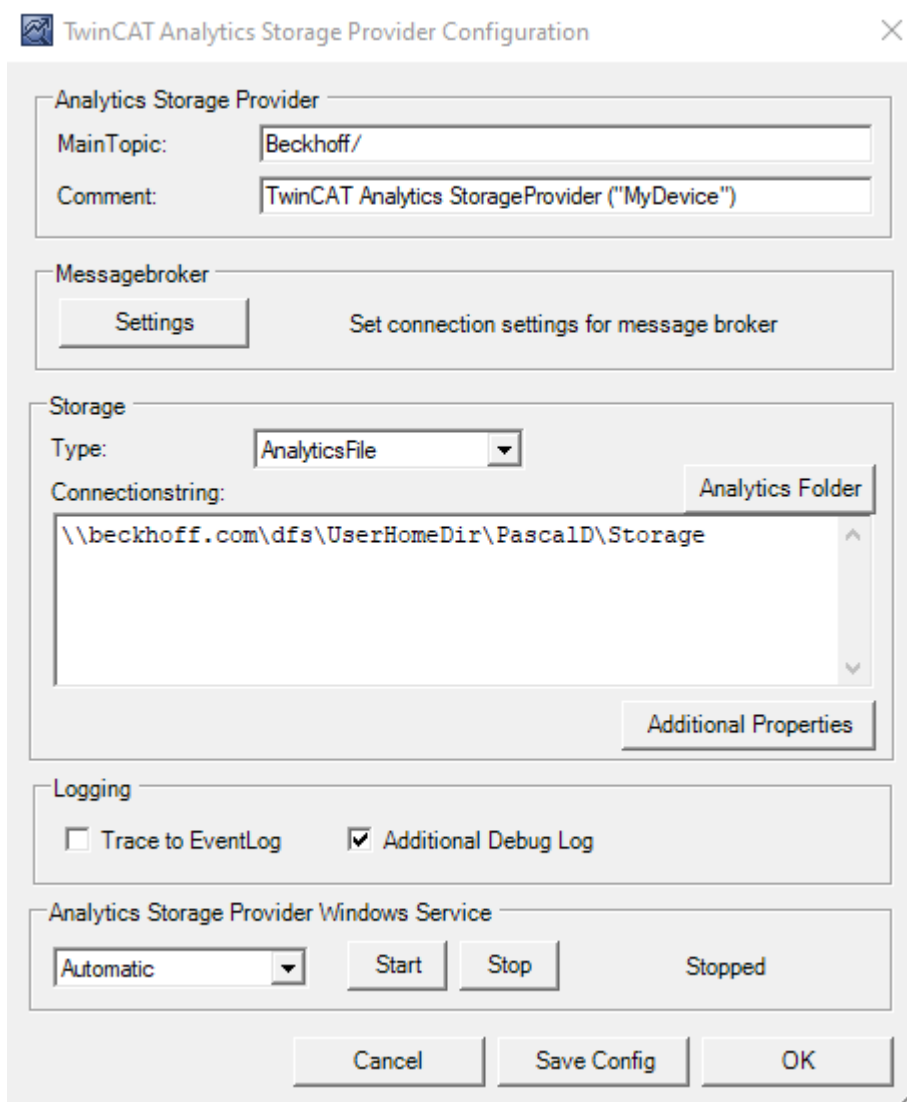 TwinCAT Analytics Storage Provider Configuration
Analytics Storage Provider
MainTopic: Beckhoff/
Comment: TwinCAT Analytics StorageProvider ("MyDevice")
Messagebroker
Settings Set connection settings for message broker
Storage
Type: AnalyticsFile
Connectionstring: Analytics Folder
\\beckhoff.com\dfs\UserHomeDir\PascalD\Storage
Additional Properties
Logging
Trace to EventLog Additional Debug Log
Analytics Storage Provider Windows Service
Automatic Start Stop Stopped
Cancel Save Config OK